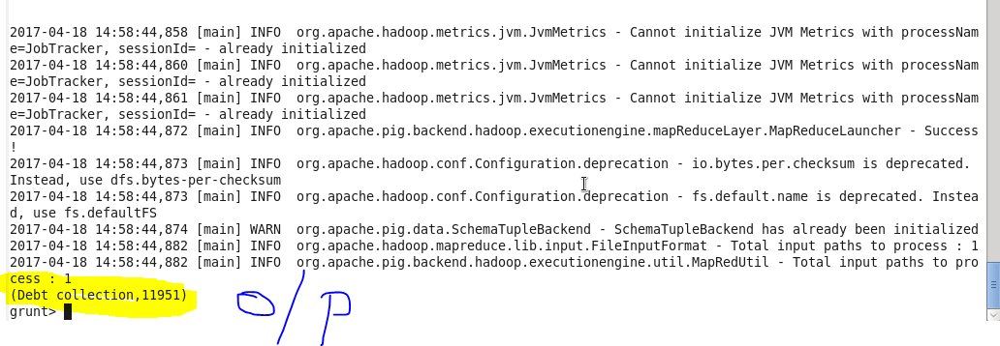 2017-04-18 14:58:44,858 [main] INFO  org.apache.hadoop.metrics.jvm.JvmMetrics - Cannot initialize JVM Metrics with processNam
e=JobTracker, sessionId= - already initialized
2017-04-18 14:58:44,860 [main] INFO  org.apache.hadoop.metrics.jvm.JvmMetrics - Cannot initialize JVM Metrics with processNam
e=JobTracker, sessionId= - already initialized
2017-04-18 14:58:44,861 [main] INFO  org.apache.hadoop.metrics.jvm.JvmMetrics - Cannot initialize JVM Metrics with processNam
e=JobTracker, sessionId= - already initialized
2017-04-18 14:58:44,872 [main] INFO  org.apache.pig.backend.hadoop.executionengine.mapReduceLayer.MapReduceLauncher - Success
!
2017-04-18 14:58:44,873 [main] INFO  org.apache.hadoop.conf.Configuration.deprecation - io.bytes.per.checksum is deprecated.
Instead, use dfs.bytes-per-checksum
2017-04-18 14:58:44,873 [main] INFO  org.apache.hadoop.conf.Configuration.deprecation - fs.default.name is deprecated. Instea
d, use fs.defaultFS
2017-04-18 14:58:44,874 [main] WARN  org.apache.pig.data.SchemaTupleBackend - SchemaTupleBackend has already been initialized
2017-04-18 14:58:44,882 [main] INFO  org.apache.hadoop.mapreduce.lib.input.FileInputFormat - Total input paths to process : 1
2017-04-18 14:58:44,882 [main] INFO  org.apache.pig.backend.hadoop.executionengine.util.MapRedUtil - Total input paths to pro
cess : 1
(Debt collection,11951)
grunt>
O/P